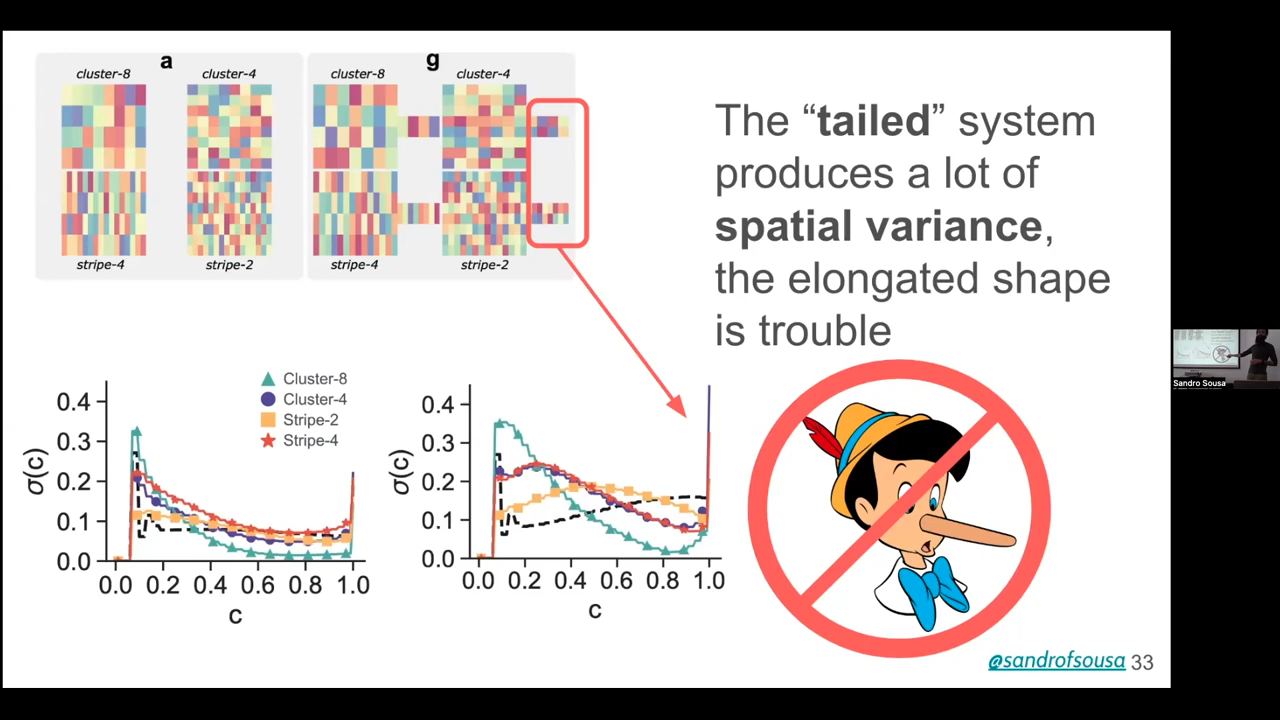 a
g
cluster-8
cluster-4
cluster-8
cluster-4
stripe-4
stripe-2
stripe-4
stripe-2
The “tailed” system
produces a lot of
spatial variance,
the elongated shape
is trouble
Cluster-8
Cluster-4
Stripe-2
Stripe-4
σ(c)
0.4
0.3
0.2
0.1
0.0
0.0 0.2 0.4 0.6 0.8 1.0
c
σ(c)
0.4
0.3
0.2
0.1
0.0
0.0 0.2 0.4 0.6 0.8 1.0
c
@sandrofsousa 33
Sandro Sousa